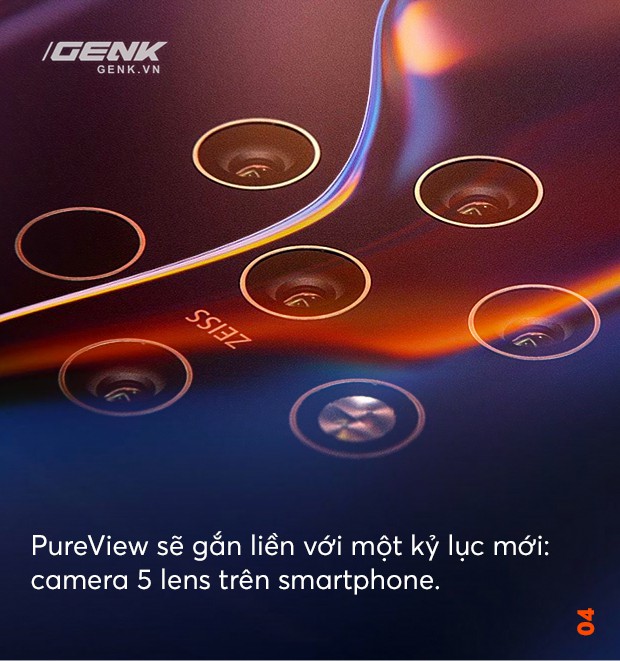 GENK
GENK.VN
ZEISS
PureView sẽ gắn liền với một kỷ lục mới:
camera 5 lens trên smartphone.
04